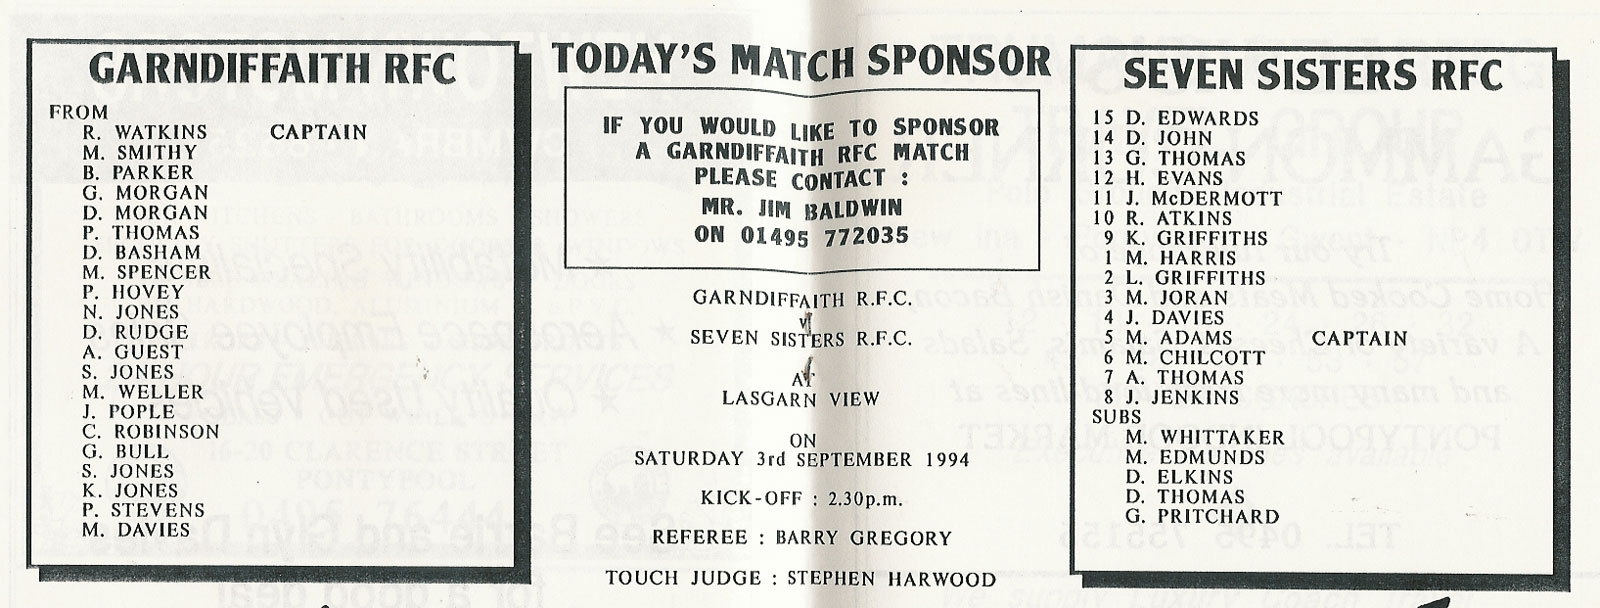 GARNDIFFAITH RFC
FROM
R. WATKINS CAPTAIN
M. SMITHY
B. PARKER
G. MORGAN
D. MORGAN
P. THOMAS
D. BASHAM
M. SPENCER
P. HOVEY
N. JONES
D. RUDGE
A. GUEST
S. JONES
M. WELLER
J. POPLE
C. ROBINSON
G. BULL
S. JONES
K. JONES
P. STEVENS
M. DAVIES
TODAY'S MATCH SPONSOR
IF YOU WOULD LIKE TO SPONSOR
A GARNDIFFAITH RFC MATCH
PLEASE CONTACT :
MR. JIM BALDWIN
ON 01495 772035
GARNDIFFAITH R.F.C.
v
SEVEN SISTERS R.F.C.
AT
LASGARN VIEW
ON
SATURDAY 3rd SEPTEMBER 1994
KICK-OFF : 2.30p.m.
REFEREE : BARRY GREGORY
TOUCH JUDGE : STEPHEN HARWOOD
SEVEN SISTERS RFC
15 D. EDWARDS
14 D. JOHN
13 G. THOMAS
12 H. EVANS
11 J. McDERMOTT
10 R. ATKINS
9 K. GRIFFITHS
1 M. HARRIS
2 L. GRIFFITHS
3 M. JORAN
4 J. DAVIES
5 M. ADAMS CAPTAIN
6 M. CHILCOTT
7 A. THOMAS
8 J. JENKINS
SUBS
M. WHITTAKER
M. EDMUNDS
D. ELKINS
D. THOMAS
G. PRITCHARD